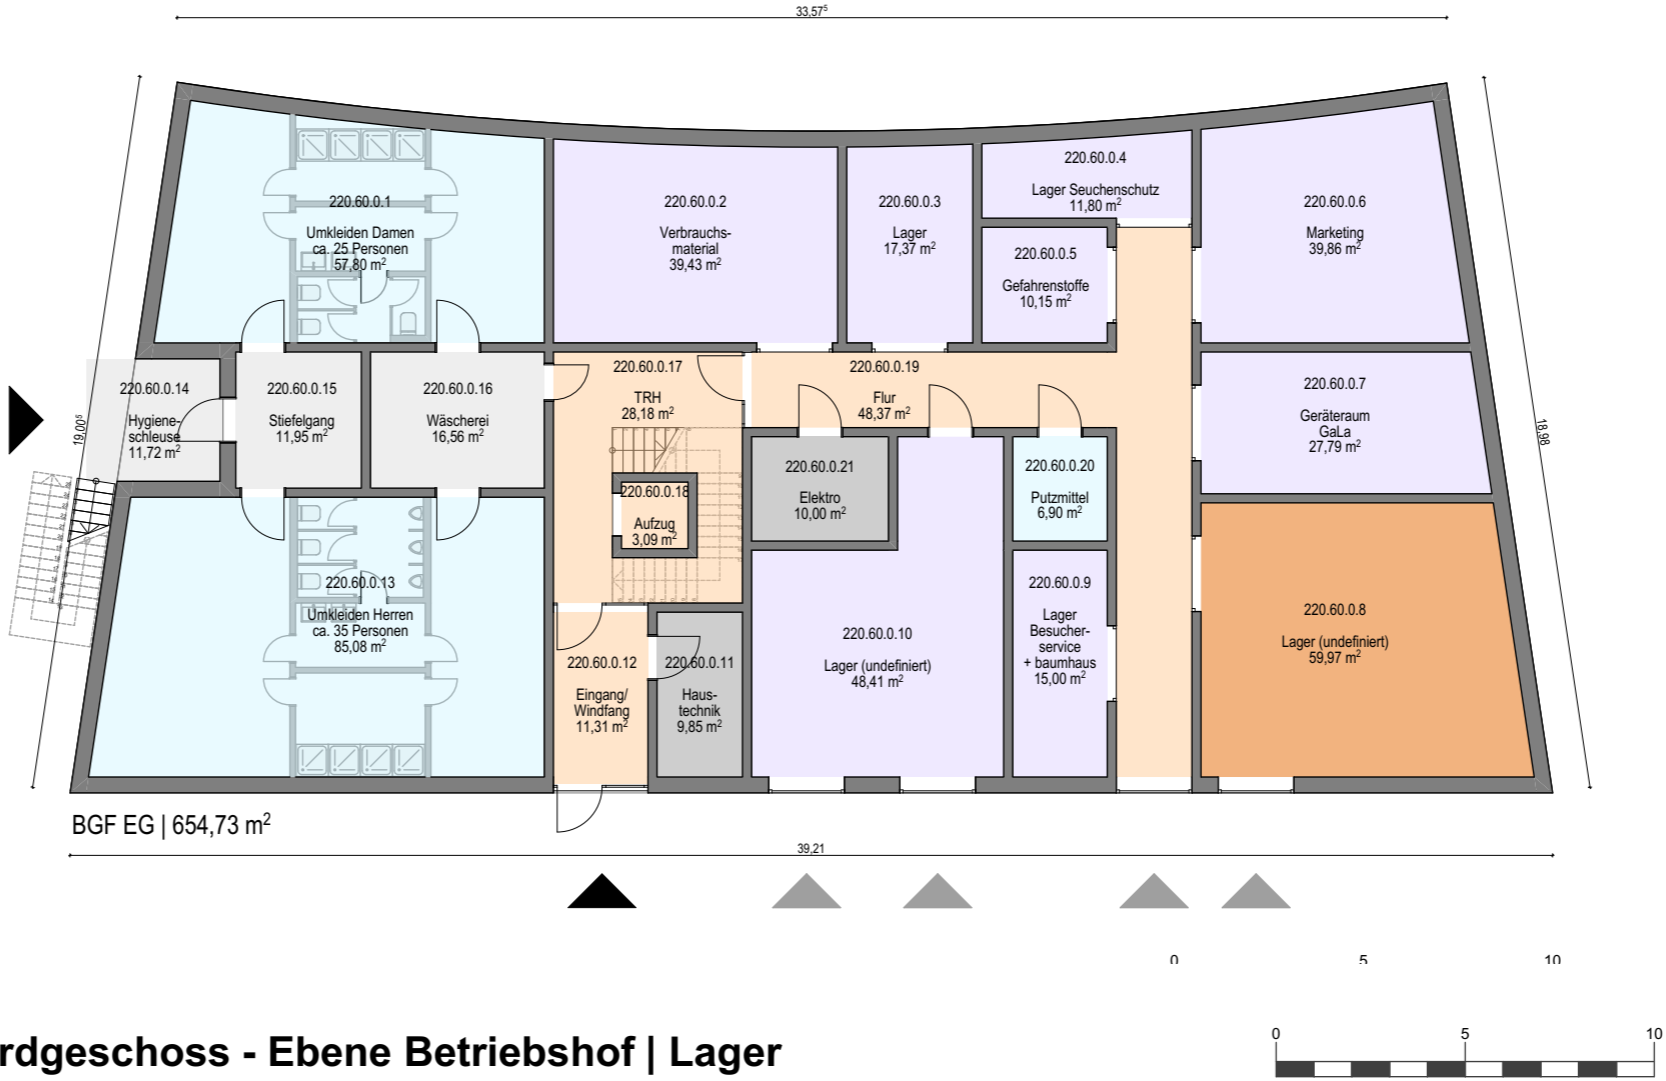 33,57⁵
220.60.0.1
Umkleiden Damen
ca. 25 Personen
57,80 m²
220.60.0.2
Verbrauchs-
material
39,43 m²
220.60.0.3
Lager
17,37 m²
220.60.0.4
Lager Seuchenschutz
11,80 m²
220.60.0.5
Gefahrenstoffe
10,15 m²
220.60.0.6
Marketing
39,86 m²
220.60.0.14
Hygiene-
schleuse
11,72 m²
220.60.0.15
Stiefelgang
11,95 m²
220.60.0.16
Wäscherei
16,56 m²
220.60.0.17
TRH
28,18 m²
220.60.0.19
Flur
48,37 m²
220.60.0.7
Geräteraum
GaLa
27,79 m²
19,00⁵
18,98
220.60.0.18
Aufzug
3,09 m²
220.60.0.21
Elektro
10,00 m²
220.60.0.20
Putzmittel
6,90 m²
220.60.0.13
Umkleiden Herren
ca. 35 Personen
85,08 m²
220.60.0.12
Eingang/
Windfang
11,31 m²
220.60.0.11
Haus-
technik
9,85 m²
220.60.0.10
Lager (undefiniert)
48,41 m²
220.60.0.9
Lager
Besucher-
service
+ baumhaus
15,00 m²
220.60.0.8
Lager (undefiniert)
59,97 m²
BGF EG | 654,73 m²
39,21
0 5 10
rdgeschoss - Ebene Betriebshof | Lager
0 5 10